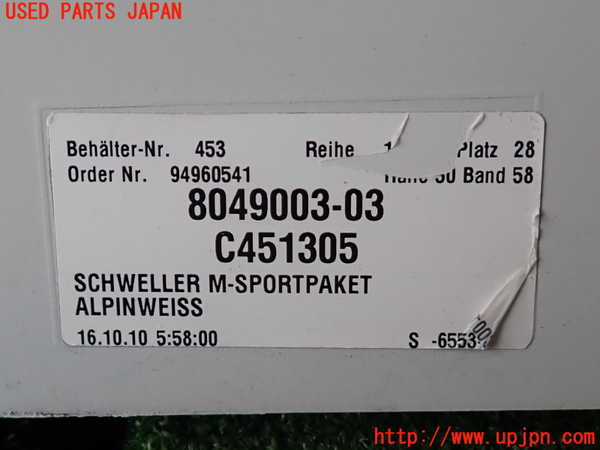 USED PARTS JAPAN
Behälter-Nr. 453 Reihe Platz 28
Order Nr. 94960541 50 Band 58
8049003-03
C451305
SCHWELLER M-SPORTPAKET
ALPINWEISS
16.10.10 5:58:00 S -6553
http://www.upjpn.com/